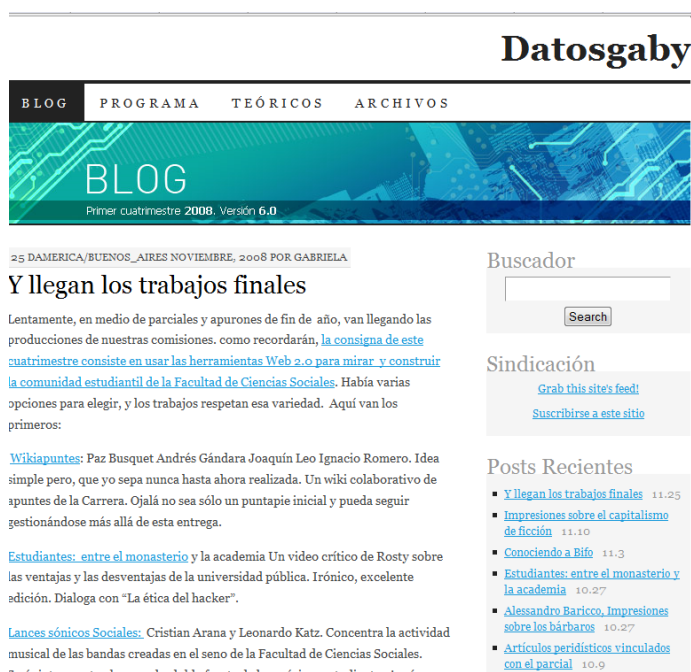 Datosgaby
BLOG PROGRAMA TEÓRICOS ARCHIVOS
BLOG
Primer cuatrimestre 2008. Versión 6.0
25 DAMERICA/BUENOS_AIRES NOVIEMBRE, 2008 POR GABRIELA
Y llegan los trabajos finales
Lentamente, en medio de parciales y apurones de fin de año, van llegando las
producciones de nuestras comisiones. como recordarán, la consigna de este
cuatrimestre consiste en usar las herramientas Web 2.0 para mirar y construir
la comunidad estudiantil de la Facultad de Ciencias Sociales. Había varias
opciones para elegir, y los trabajos respetan esa variedad. Aquí van los
primeros:
Wikiapuntes: Paz Busquet Andrés Gándara Joaquín Leo Ignacio Romero. Idea
simple pero, que yo sepa nunca hasta ahora realizada. Un wiki colaborativo de
apuntes de la Carrera. Ojalá no sea sólo un puntapie inicial y pueda seguir
gestionándose más allá de esta entrega.
Estudiantes: entre el monasterio y la academia Un video crítico de Rosty sobre
las ventajas y las desventajas de la universidad pública. Irónico, excelente
edición. Dialoga con “La ética del hacker”.
Lances sónicos Sociales: Cristian Arana y Leonardo Katz. Concentra la actividad
musical de las bandas creadas en el seno de la Facultad de Ciencias Sociales.
Buscador
Search
Sindicación
Grab this site's feed!
Suscribirse a este sitio
Posts Recientes
Y llegan los trabajos finales 11.25
Impresiones sobre el capitalismo
de ficción 11.10
Conociendo a Bifo 11.3
Estudiantes: entre el monasterio y
la academia 10.27
Alessandro Baricco, Impresiones
sobre los bárbaros 10.27
Artículos peridísticos vinculados
con el parcial 10.9